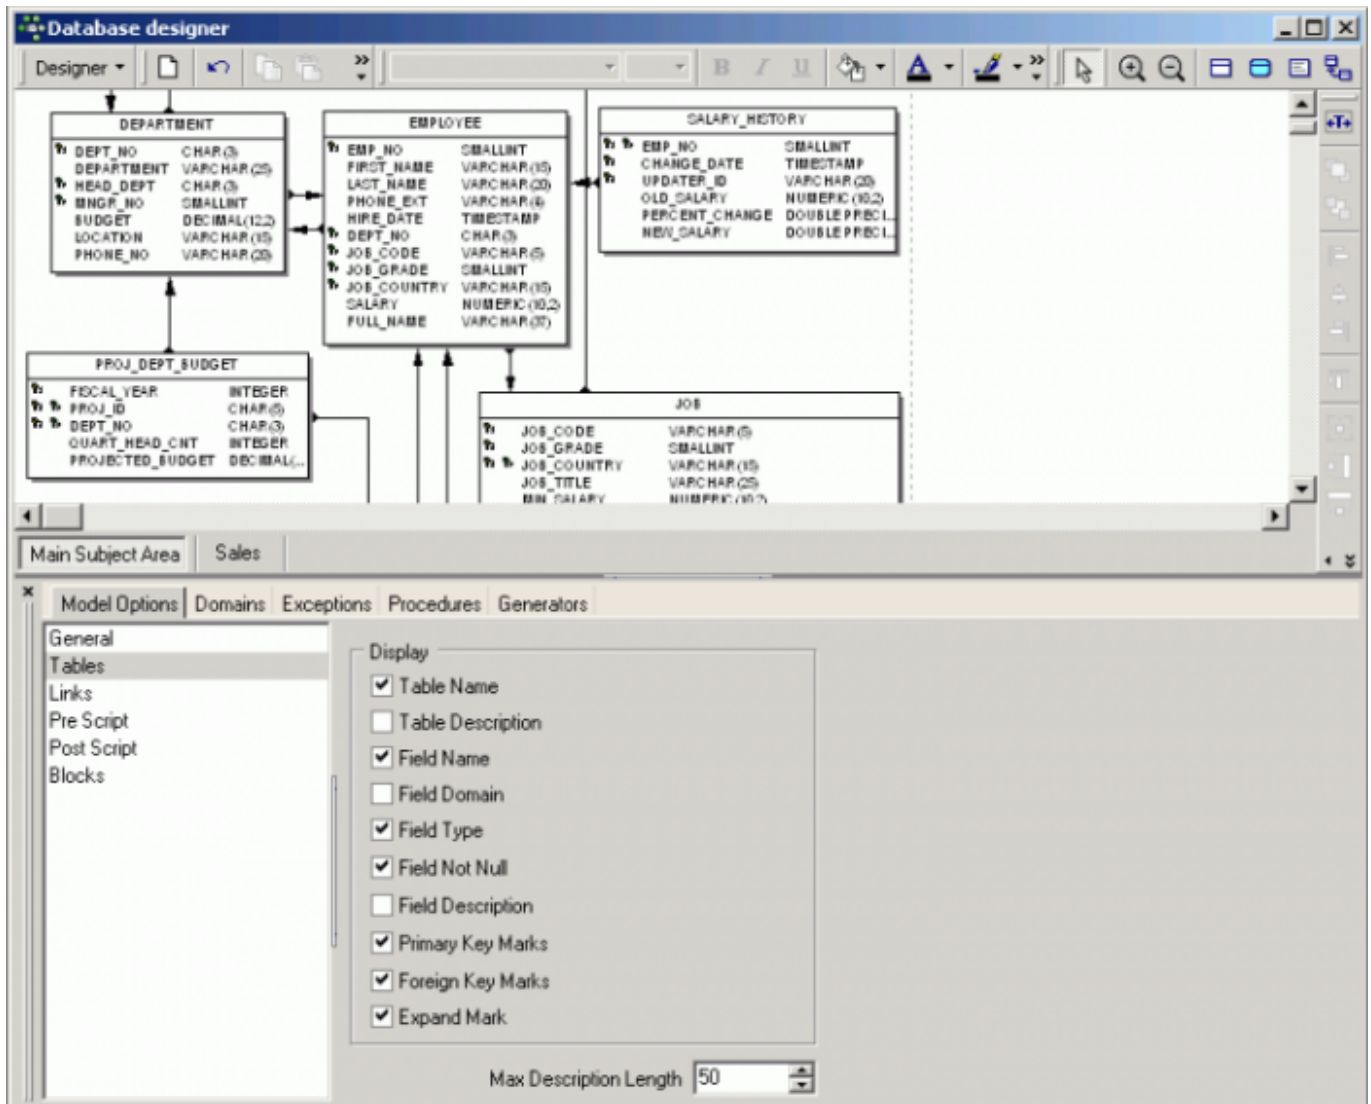 Database designer
Designer
B I U A
DEPARTMENT
DEPT_NO CHAR(3)
DEPARTMENT VARCHAR(25)
HEAD_DEPT CHAR(3)
MNGR_NO SMALLINT
BUDGET DECIMAL(12,2)
LOCATION VARCHAR(15)
PHONE_NO VARCHAR(20)
EMPLOYEE
EMP_NO SMALLINT
FIRST_NAME VARCHAR(15)
LAST_NAME VARCHAR(20)
PHONE_EXT VARCHAR(4)
HIRE_DATE TIMESTAMP
DEPT_NO CHAR(3)
JOB_CODE VARCHAR(5)
JOB_GRADE SMALLINT
JOB_COUNTRY VARCHAR(15)
SALARY NUMERIC(10,2)
FULL_NAME VARCHAR(37)
SALARY_HISTORY
EMP_NO SMALLINT
CHANGE_DATE TIMESTAMP
UPDATER_ID VARCHAR(20)
OLD_SALARY NUMERIC(10,2)
PERCENT_CHANGE DOUBLE PRECI...
NEW_SALARY DOUBLE PRECI...
PROJ_DEPT_BUDGET
FISCAL_YEAR INTEGER
PROJ_ID CHAR(5)
DEPT_NO CHAR(3)
QUART_HEAD_CNT INTEGER
PROJECTED_BUDGET DECIMAL(...
JOB
JOB_CODE VARCHAR(5)
JOB_GRADE SMALLINT
JOB_COUNTRY VARCHAR(15)
JOB_TITLE VARCHAR(25)
MIN_SALARY NUMERIC(10,2)
Main Subject Area Sales
Model Options Domains Exceptions Procedures Generators
General
Tables
Links
Pre Script
Post Script
Blocks
Display
Table Name
Table Description
Field Name
Field Domain
Field Type
Field Not Null
Field Description
Primary Key Marks
Foreign Key Marks
Expand Mark
Max Description Length 50